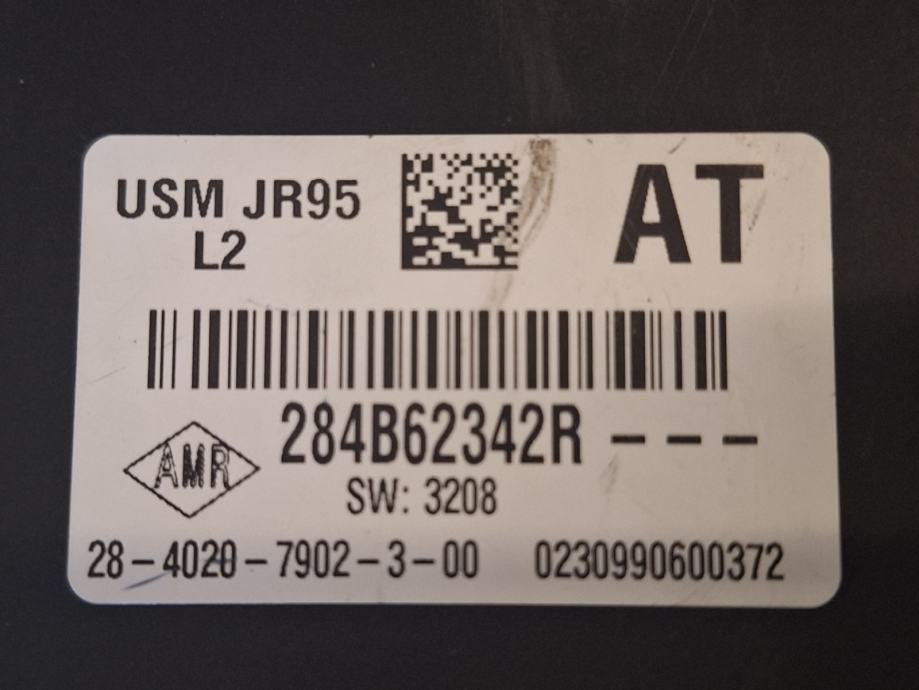 USM JR95
L2
AT
284B62342R – – –
AMR
SW: 3208
28-4020-7902-3-00 0230990600372